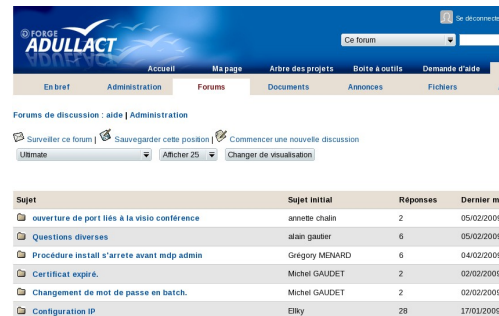 FORGE
ADULLACT
Se déconnecte
Ce forum
Accueil Ma page Arbre des projets Boite à outils Demande d'aide
En bref Administration Forums Documents Annonces Fichiers
Forums de discussion : aide | Administration
Surveiller ce forum | Sauvegarder cette position | Commencer une nouvelle discussion
Ultimate Afficher 25 Changer de visualisation
Sujet Sujet initial Réponses Dernier m
ouverture de port liés à la visio conférence annette chalin 2 05/02/2009
Questions diverses alain gautier 6 05/02/2009
Procédure install s'arrete avant mdp admin Grégory MENARD 6 04/02/2009
Certificat expiré. Michel GAUDET 2 02/02/2009
Changement de mot de passe en batch. Michel GAUDET 2 02/02/2009
Configuration IP Ellky 28 17/01/2009